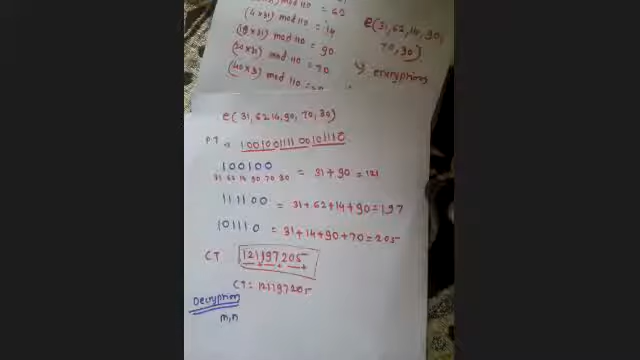 mod 110 = 62
(4×31) mod 110 = 14
(10×31) mod 110 = 90
(20×31) mod 110 = 70
(40×31) mod 110 =
e(31, 62, 14, 90,
70, 30)
encryption
e(31, 62 14, 90, 70, 30)
PT → 100100111100101110
100100 = 31 + 90 = 121
31 62 14 90 70 30
111100 = 31 + 62 + 14 + 90 = 197
101110 = 31 + 14 + 90 + 70 = 205
CT 121197205
CT = 121197205
Decryption
m, n